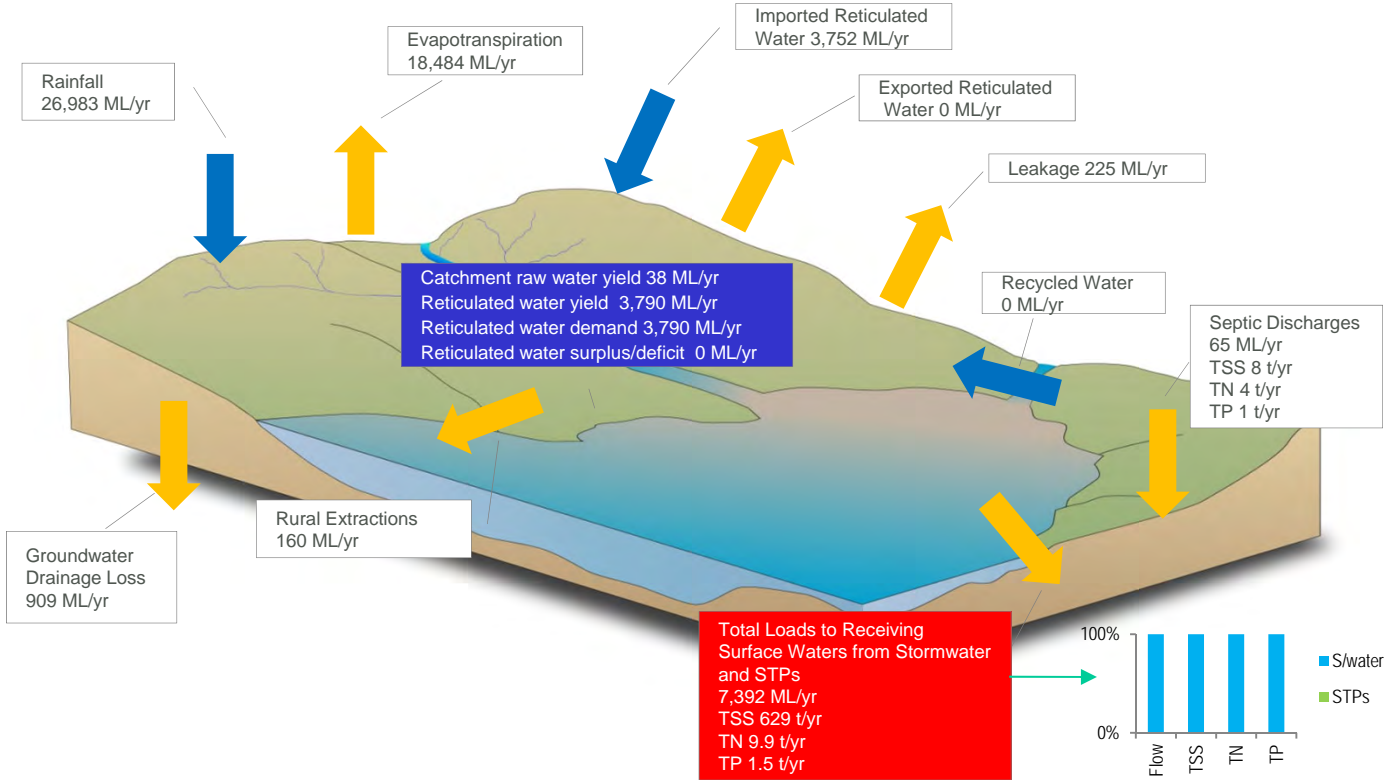 Imported Reticulated
Water 3,752 ML/yr
Evapotranspiration
18,484 ML/yr
Rainfall
26,983 ML/yr
Exported Reticulated
Water 0 ML/yr
Leakage 225 ML/yr
Catchment raw water yield 38 ML/yr
Reticulated water yield 3,790 ML/yr
Reticulated water demand 3,790 ML/yr
Reticulated water surplus/deficit 0 ML/yr
Recycled Water
0 ML/yr
Septic Discharges
65 ML/yr
TSS 8 t/yr
TN 4 t/yr
TP 1 t/yr
Rural Extractions
160 ML/yr
Groundwater
Drainage Loss
909 ML/yr
Total Loads to Receiving
Surface Waters from Stormwater
and STPs
7,392 ML/yr
TSS 629 t/yr
TN 9.9 t/yr
TP 1.5 t/yr
100%
0%
Flow
TSS
TN
TP
S/water
STPs